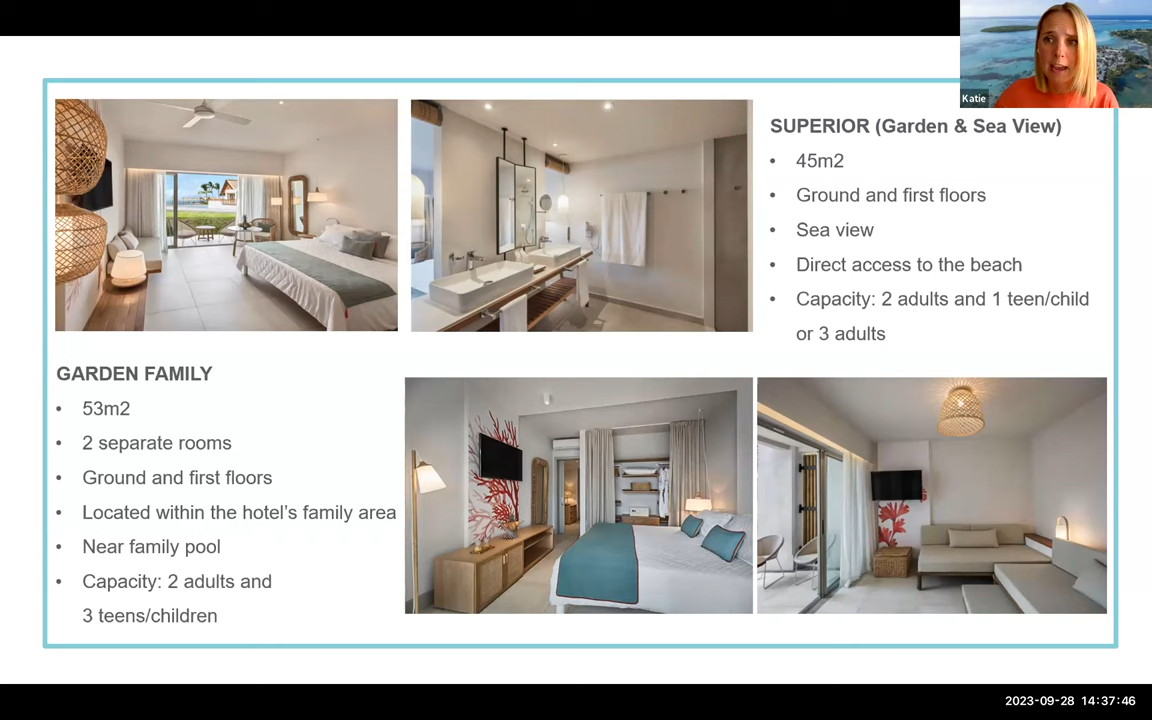 Katie
SUPERIOR (Garden & Sea View)
• 45m2
• Ground and first floors
• Sea view
• Direct access to the beach
• Capacity: 2 adults and 1 teen/child
or 3 adults
GARDEN FAMILY
• 53m2
• 2 separate rooms
• Ground and first floors
• Located within the hotel’s family area
• Near family pool
• Capacity: 2 adults and
3 teens/children
2023-09-28 14:37:46